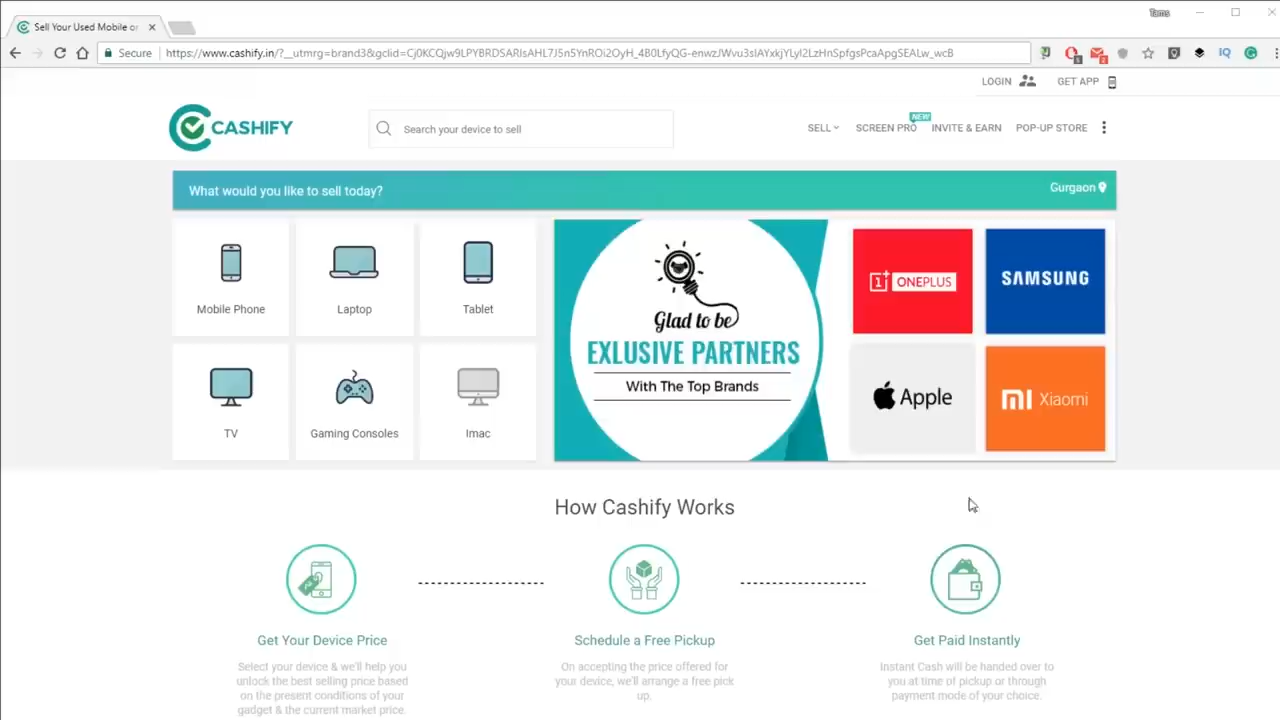 Tams
Sell Your Used Mobile or
Secure
https://www.cashify.in/?__utmrg=brand3&gclid=Cj0KCQjw9LPYBRDSARIsAHL7J5n5YnROi2OyH_4B0LfyQG-enwzJWvu3sIAYxkjYLyI2LzHnSpfgsPcaApgSEALw_wcB
LOGIN
GET APP
CASHIFY
Search your device to sell
SELL
SCREEN PRO
NEW
INVITE & EARN
POP-UP STORE
What would you like to sell today?
Gurgaon
Mobile Phone
Laptop
Tablet
TV
Gaming Consoles
Imac
Glad to be
EXLUSIVE PARTNERS
With The Top Brands
ONEPLUS
SAMSUNG
Apple
Xiaomi
How Cashify Works
Get Your Device Price
Select your device & we'll help you
unlock the best selling price based
on the present conditions of your
gadget & the current market price.
Schedule a Free Pickup
On accepting the price offered for
your device, we'll arrange a free pick
up.
Get Paid Instantly
Instant Cash will be handed over to
you at time of pickup or through
payment mode of your choice.